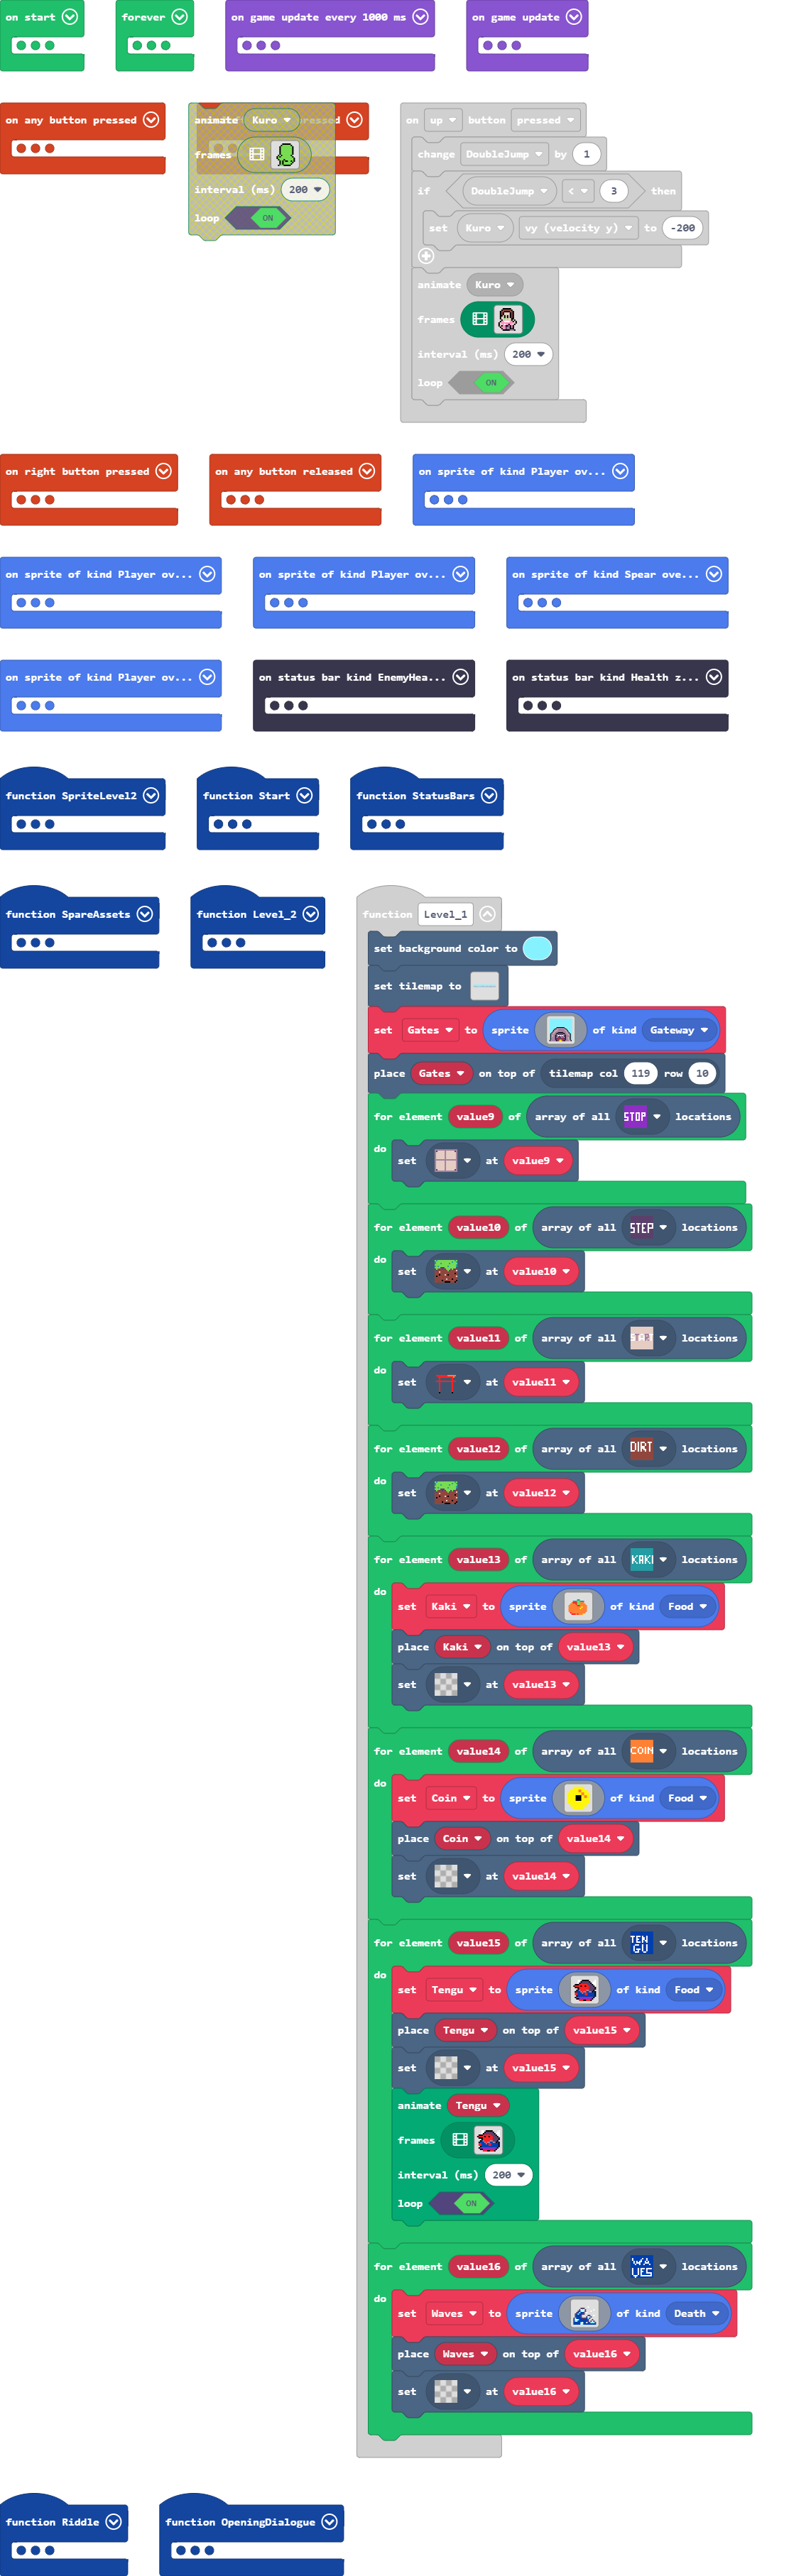 on start
forever
on game update every 1000 ms
on game update
on any button pressed
animate Kuro
ressed
frames
interval (ms) 200
loop ON
on up button pressed
change DoubleJump by 1
if DoubleJump < 3 then
set Kuro vy (velocity y) to -200
animate Kuro
frames
interval (ms) 200
loop ON
on right button pressed
on any button released
on sprite of kind Player ov...
on sprite of kind Player ov...
on sprite of kind Player ov...
on sprite of kind Spear ove...
on sprite of kind Player ov...
on status bar kind EnemyHea...
on status bar kind Health z...
function SpriteLevel2
function Start
function StatusBars
function SpareAssets
function Level_2
function Level_1
set background color to
set tilemap to
set Gates to sprite of kind Gateway
place Gates on top of tilemap col 119 row 10
for element value9 of array of all STOP locations
do set at value9
for element value10 of array of all STEP locations
do set at value10
for element value11 of array of all START locations
do set at value11
for element value12 of array of all DIRT locations
do set at value12
for element value13 of array of all KAKI locations
do set Kaki to sprite of kind Food
place Kaki on top of value13
set at value13
for element value14 of array of all COIN locations
do set Coin to sprite of kind Food
place Coin on top of value14
set at value14
for element value15 of array of all TEN GU locations
do set Tengu to sprite of kind Food
place Tengu on top of value15
set at value15
animate Tengu
frames
interval (ms) 200
loop ON
for element value16 of array of all WA VES locations
do set Waves to sprite of kind Death
place Waves on top of value16
set at value16
function Riddle
function OpeningDialogue